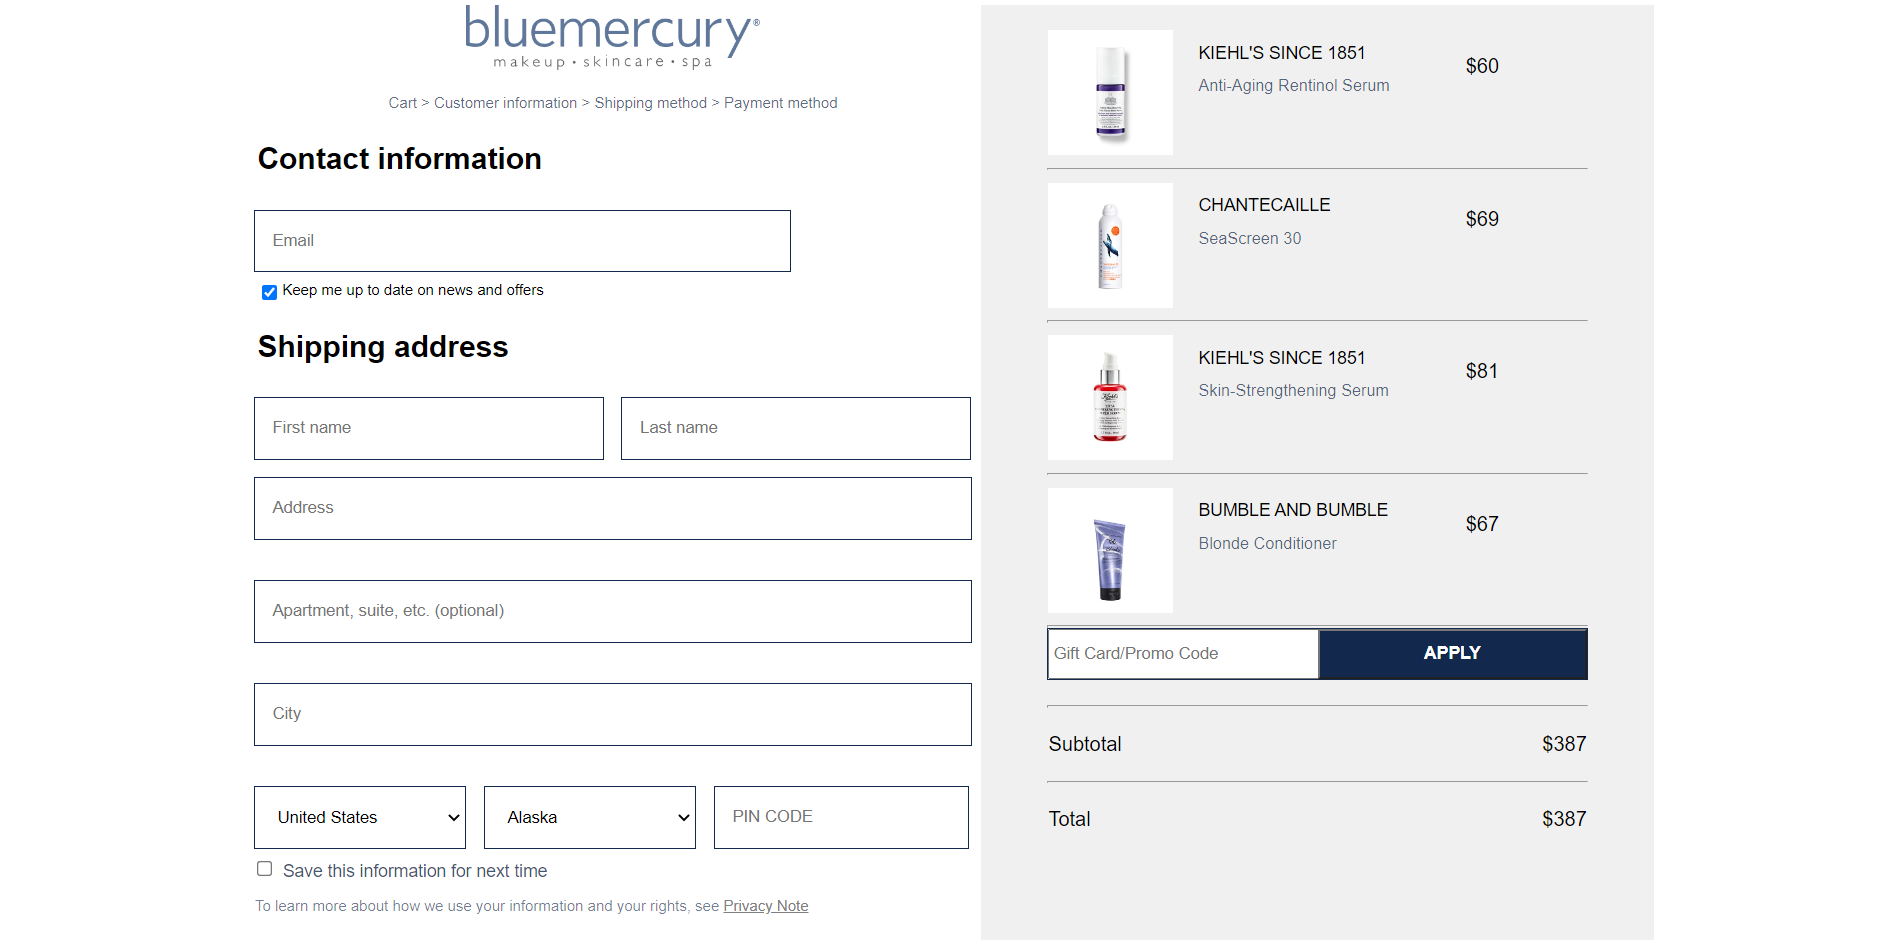 bluemercury®
makeup • skincare • spa
Cart > Customer information > Shipping method > Payment method
Contact information
Email
Keep me up to date on news and offers
Shipping address
First name
Last name
Address
Apartment, suite, etc. (optional)
City
United States
Alaska
PIN CODE
Save this information for next time
To learn more about how we use your information and your rights, see Privacy Note
KIEHL'S SINCE 1851
$60
Anti-Aging Rentinol Serum
CHANTECAILLE
$69
SeaScreen 30
KIEHL'S SINCE 1851
$81
Skin-Strengthening Serum
BUMBLE AND BUMBLE
$67
Blonde Conditioner
Gift Card/Promo Code
APPLY
Subtotal
$387
Total
$387